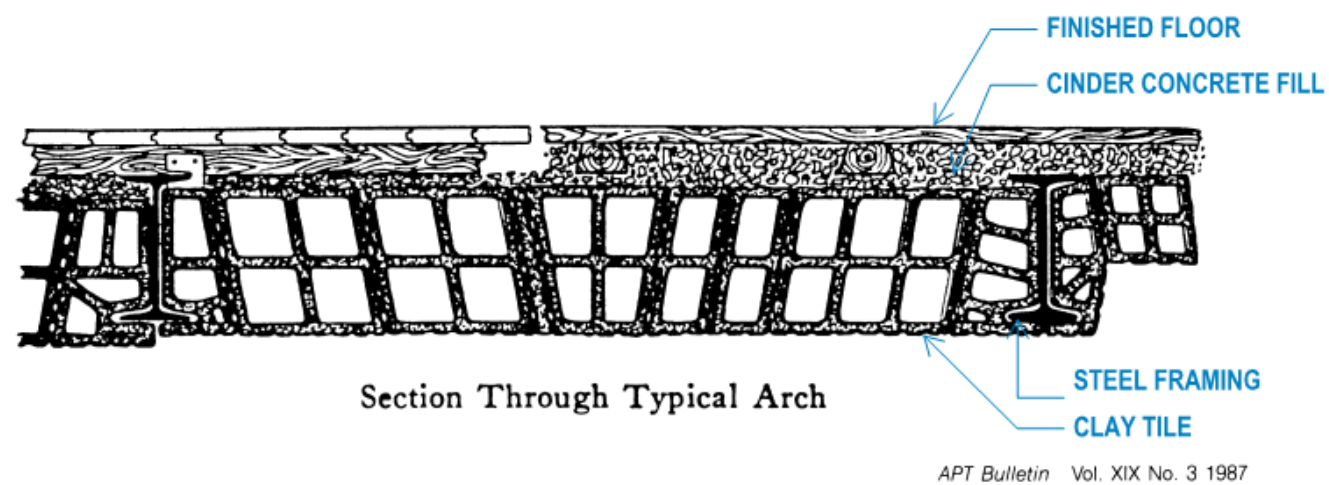 FINISHED FLOOR
CINDER CONCRETE FILL
Section Through Typical Arch
STEEL FRAMING
CLAY TILE
APT Bulletin Vol. XIX No. 3 1987